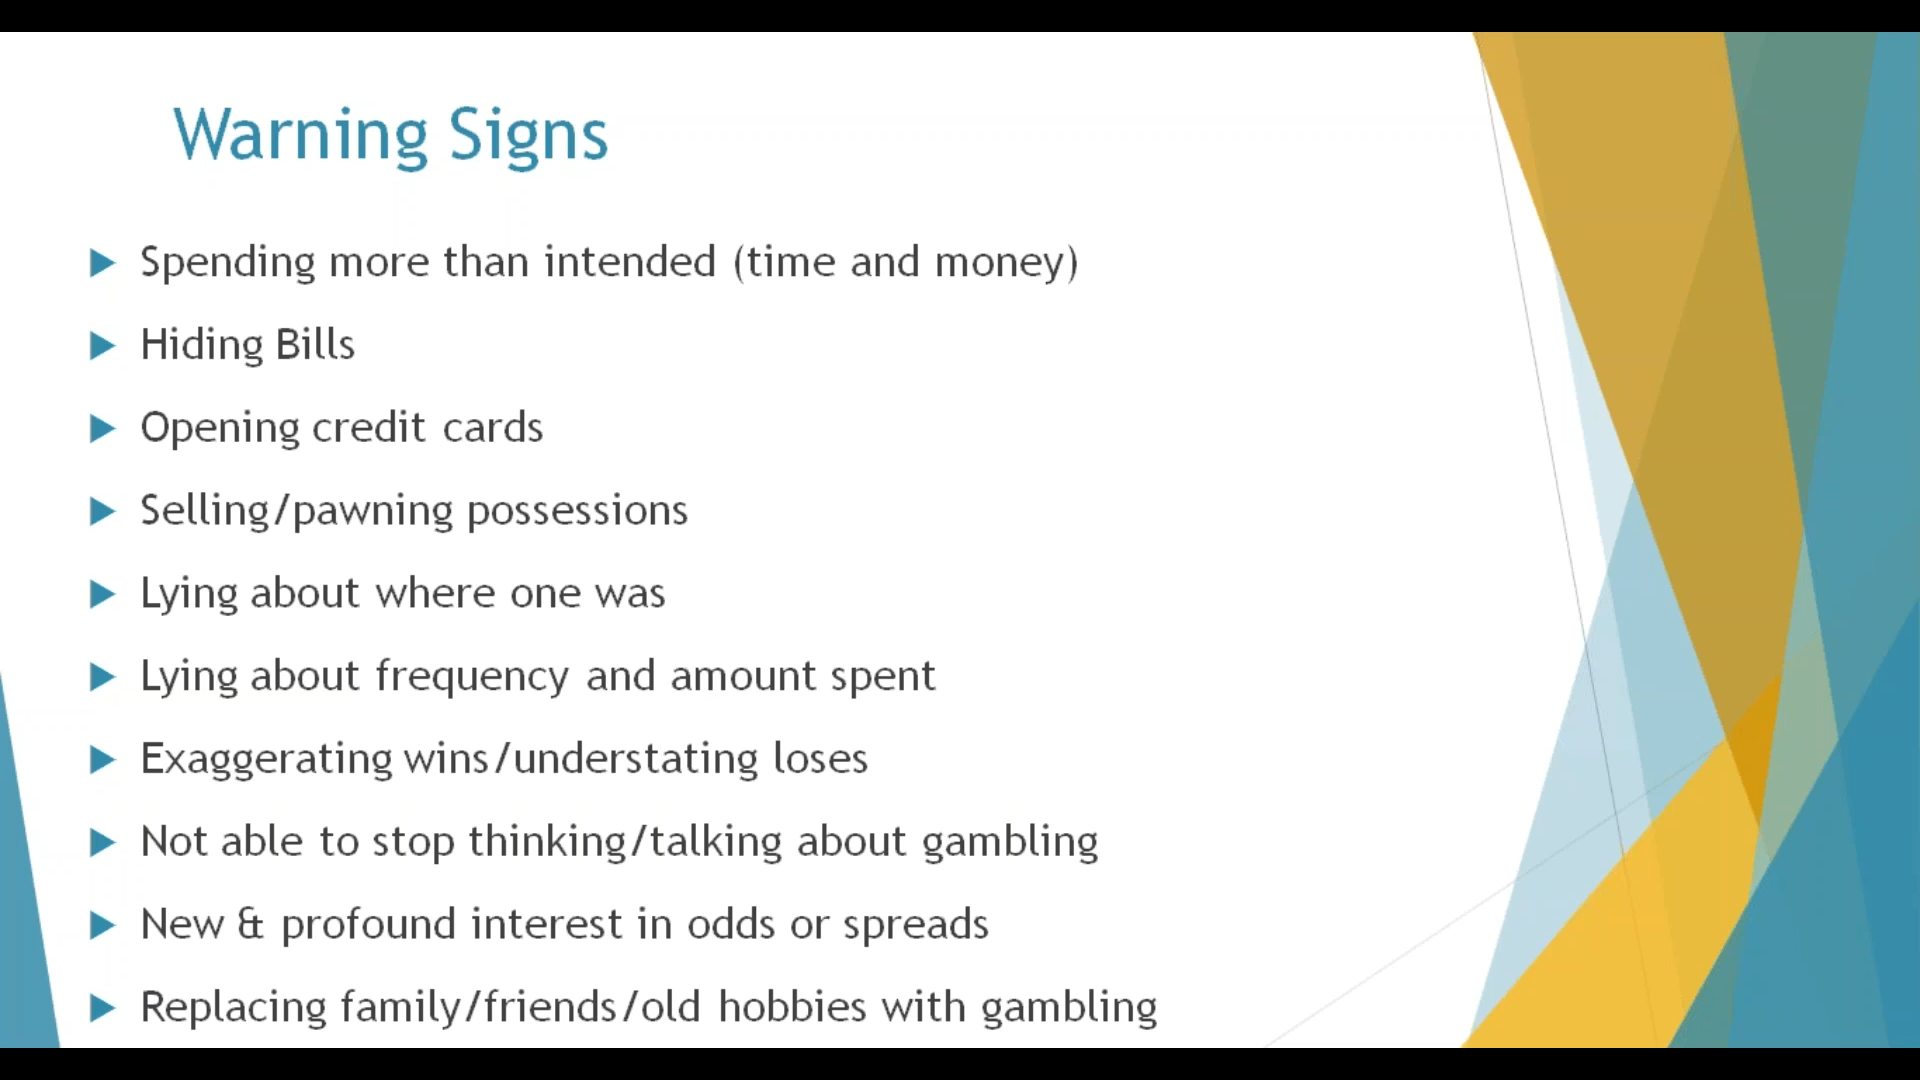 Warning Signs
Spending more than intended (time and money)
Hiding Bills
Opening credit cards
Selling/pawning possessions
Lying about where one was
Lying about frequency and amount spent
Exaggerating wins/understating loses
Not able to stop thinking/talking about gambling
New & profound interest in odds or spreads
Replacing family/friends/old hobbies with gambling